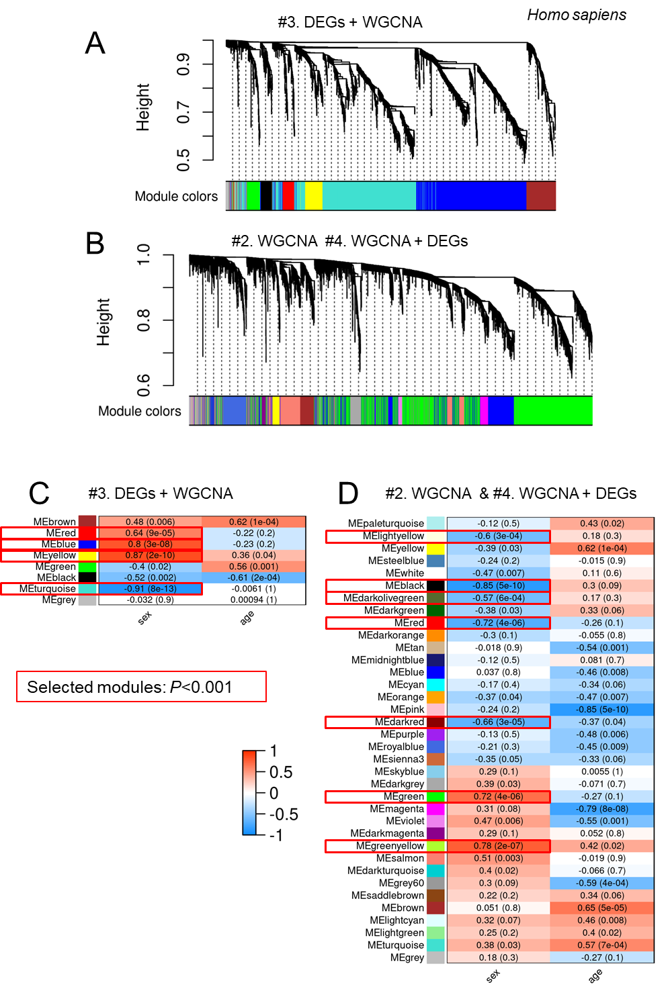 Homo sapiens
#3. DEGs + WGCNA
A
Height
0.9
0.7
0.5
Module colors
B
#2. WGCNA #4. WGCNA + DEGs
Height
1.0
0.8
0.6
Module colors
C
#3. DEGs + WGCNA
MEbrown 0.48 (0.006) 0.62 (1e-04)
MEred 0.64 (9e-05) -0.22 (0.2)
MEblue 0.8 (3e-08) -0.23 (0.2)
MEyellow 0.87 (2e-10) 0.36 (0.04)
MEgreen -0.4 (0.02) 0.56 (0.001)
MEblack -0.52 (0.002) -0.61 (2e-04)
MEturquoise -0.91 (8e-13) -0.0061 (1)
MEgrey -0.032 (0.9) 0.00094 (1)
sex age
Selected modules: P<0.001
1
0.5
0
-0.5
-1
D
#2. WGCNA & #4. WGCNA + DEGs
MEpaleturquoise -0.12 (0.5) 0.43 (0.02)
MElightyellow -0.6 (3e-04) 0.18 (0.3)
MEyellow -0.39 (0.03) 0.62 (1e-04)
MEsteelblue -0.24 (0.2) -0.015 (0.9)
MEwhite -0.47 (0.007) 0.11 (0.6)
MEblack -0.85 (5e-10) 0.3 (0.09)
MEdarkolivegreen -0.57 (6e-04) 0.17 (0.3)
MEdarkgreen -0.38 (0.03) 0.33 (0.06)
MEred -0.72 (4e-06) -0.26 (0.1)
MEdarkorange -0.3 (0.1) -0.055 (0.8)
MEtan -0.018 (0.9) -0.54 (0.001)
MEmidnightblue -0.12 (0.5) 0.081 (0.7)
MEblue 0.037 (0.8) -0.46 (0.008)
MEcyan -0.17 (0.4) -0.34 (0.06)
MEorange -0.37 (0.04) -0.47 (0.007)
MEpink -0.24 (0.2) -0.85 (5e-10)
MEdarkred -0.66 (3e-05) -0.37 (0.04)
MEpurple -0.13 (0.5) -0.48 (0.006)
MEroyalblue -0.21 (0.3) -0.45 (0.009)
MEsienna3 -0.35 (0.05) -0.33 (0.06)
MEskyblue 0.29 (0.1) 0.0055 (1)
MEdarkgrey 0.39 (0.03) -0.071 (0.7)
MEgreen 0.72 (4e-06) -0.27 (0.1)
MEmagenta 0.31 (0.08) -0.79 (8e-08)
MEviolet 0.47 (0.006) -0.55 (0.001)
MEdarkmagenta 0.29 (0.1) 0.052 (0.8)
MEgreenyellow 0.78 (2e-07) 0.42 (0.02)
MEsalmon 0.51 (0.003) -0.019 (0.9)
MEdarkturquoise 0.4 (0.02) -0.066 (0.7)
MEgrey60 0.3 (0.09) -0.59 (4e-04)
MEsaddlebrown 0.22 (0.2) 0.34 (0.06)
MEbrown 0.051 (0.8) 0.65 (5e-05)
MElightcyan 0.32 (0.07) 0.46 (0.008)
MElightgreen 0.25 (0.2) 0.4 (0.02)
MEturquoise 0.38 (0.03) 0.57 (7e-04)
MEgrey 0.18 (0.3) -0.27 (0.1)
sex age